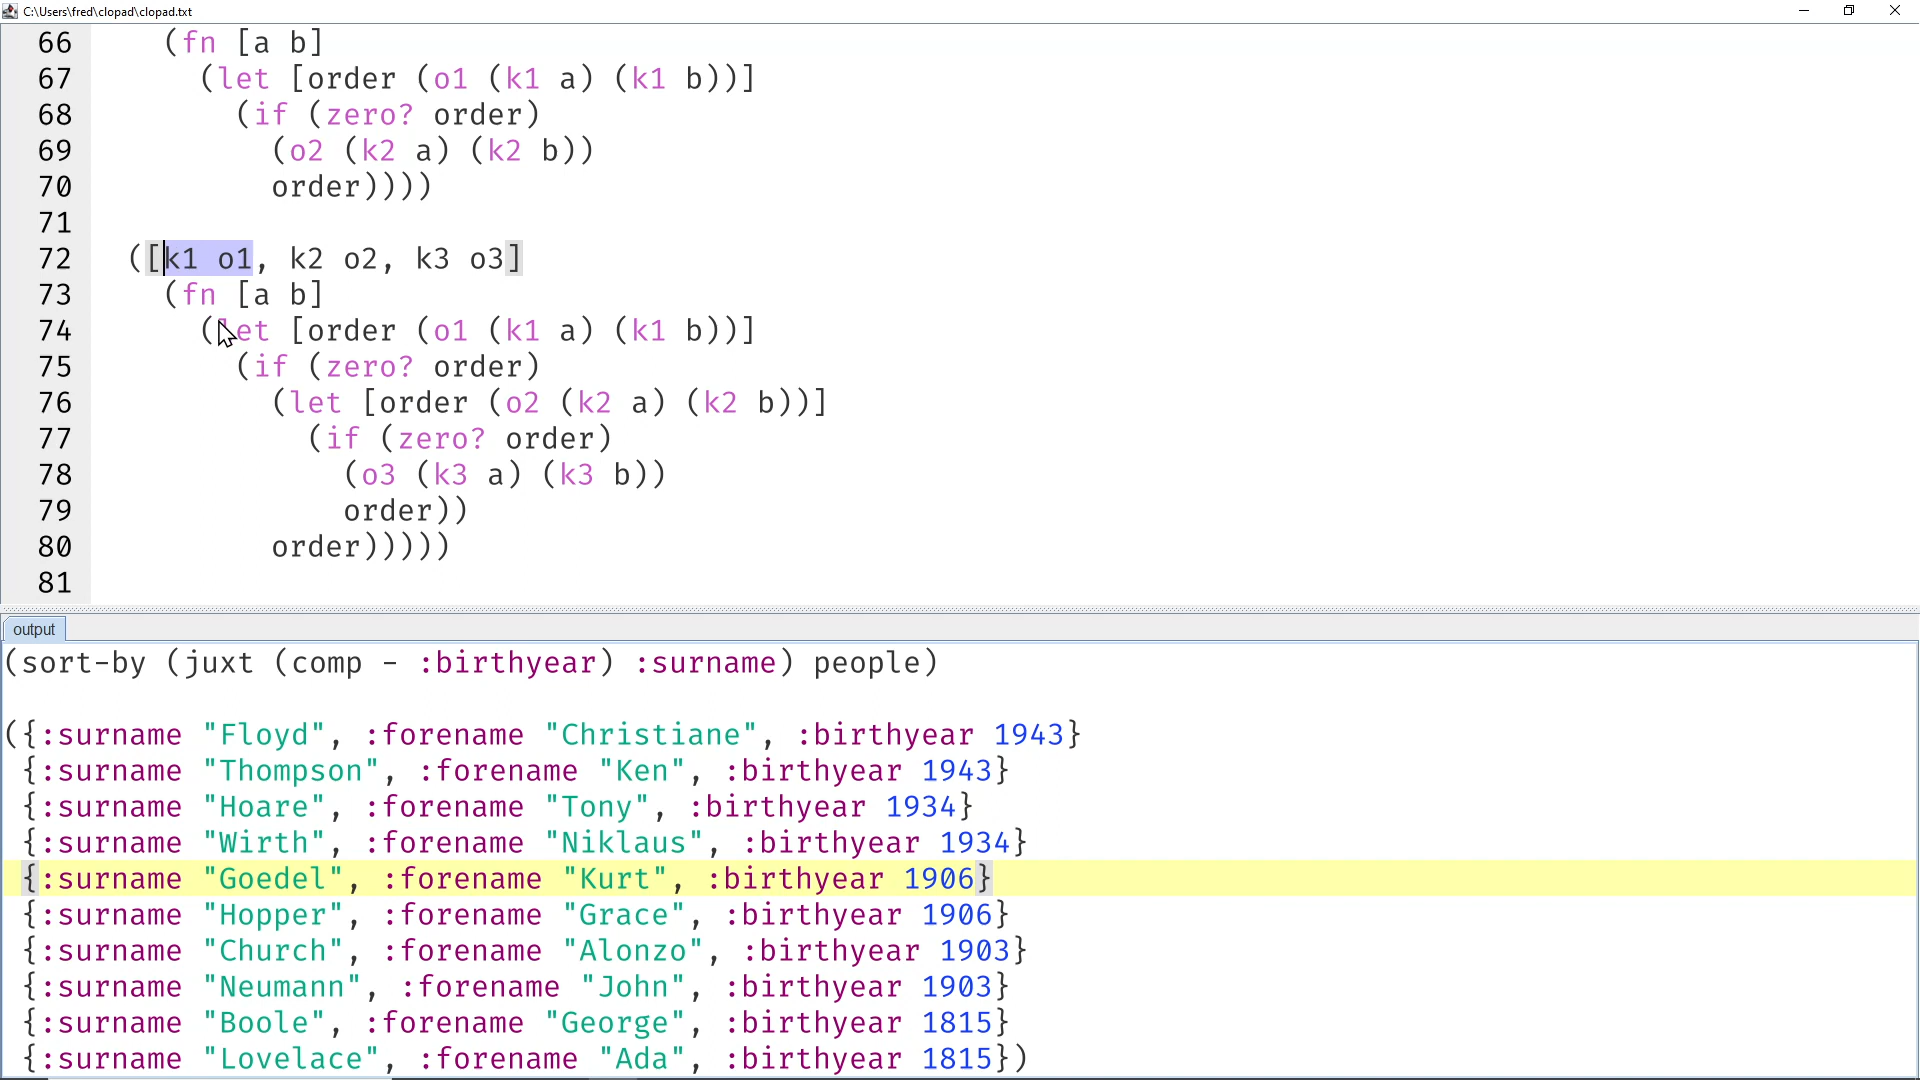 C:\Users\fred\clopad\clopad.txt
66 (fn [a b]
67 (let [order (o1 (k1 a) (k1 b))]
68 (if (zero? order)
69 (o2 (k2 a) (k2 b))
70 order))))
71
72 ([k1 o1, k2 o2, k3 o3]
73 (fn [a b]
74 (let [order (o1 (k1 a) (k1 b))]
75 (if (zero? order)
76 (let [order (o2 (k2 a) (k2 b))]
77 (if (zero? order)
78 (o3 (k3 a) (k3 b))
79 order))
80 order)))))
81
output
(sort-by (juxt (comp - :birthyear) :surname) people)
({:surname "Floyd", :forename "Christiane", :birthyear 1943}
{:surname "Thompson", :forename "Ken", :birthyear 1943}
{:surname "Hoare", :forename "Tony", :birthyear 1934}
{:surname "Wirth", :forename "Niklaus", :birthyear 1934}
{:surname "Goedel", :forename "Kurt", :birthyear 1906}
{:surname "Hopper", :forename "Grace", :birthyear 1906}
{:surname "Church", :forename "Alonzo", :birthyear 1903}
{:surname "Neumann", :forename "John", :birthyear 1903}
{:surname "Boole", :forename "George", :birthyear 1815}
{:surname "Lovelace", :forename "Ada", :birthyear 1815})